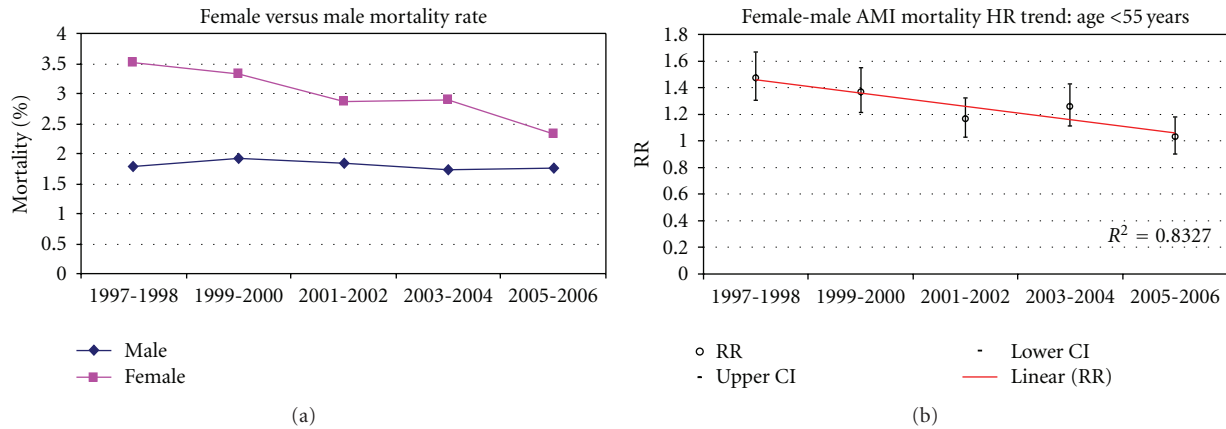 Female versus male mortality rate
Mortality (%)
4
3.5
3
2.5
2
1.5
1
0.5
0
1997-1998
1999-2000
2001-2002
2003-2004
2005-2006
Male
Female
(a)
Female-male AMI mortality HR trend: age <55 years
RR
1.8
1.6
1.4
1.2
1
0.8
0.6
0.4
0.2
0
R² = 0.8327
1997-1998
1999-2000
2001-2002
2003-2004
2005-2006
RR
Upper CI
Lower CI
Linear (RR)
(b)